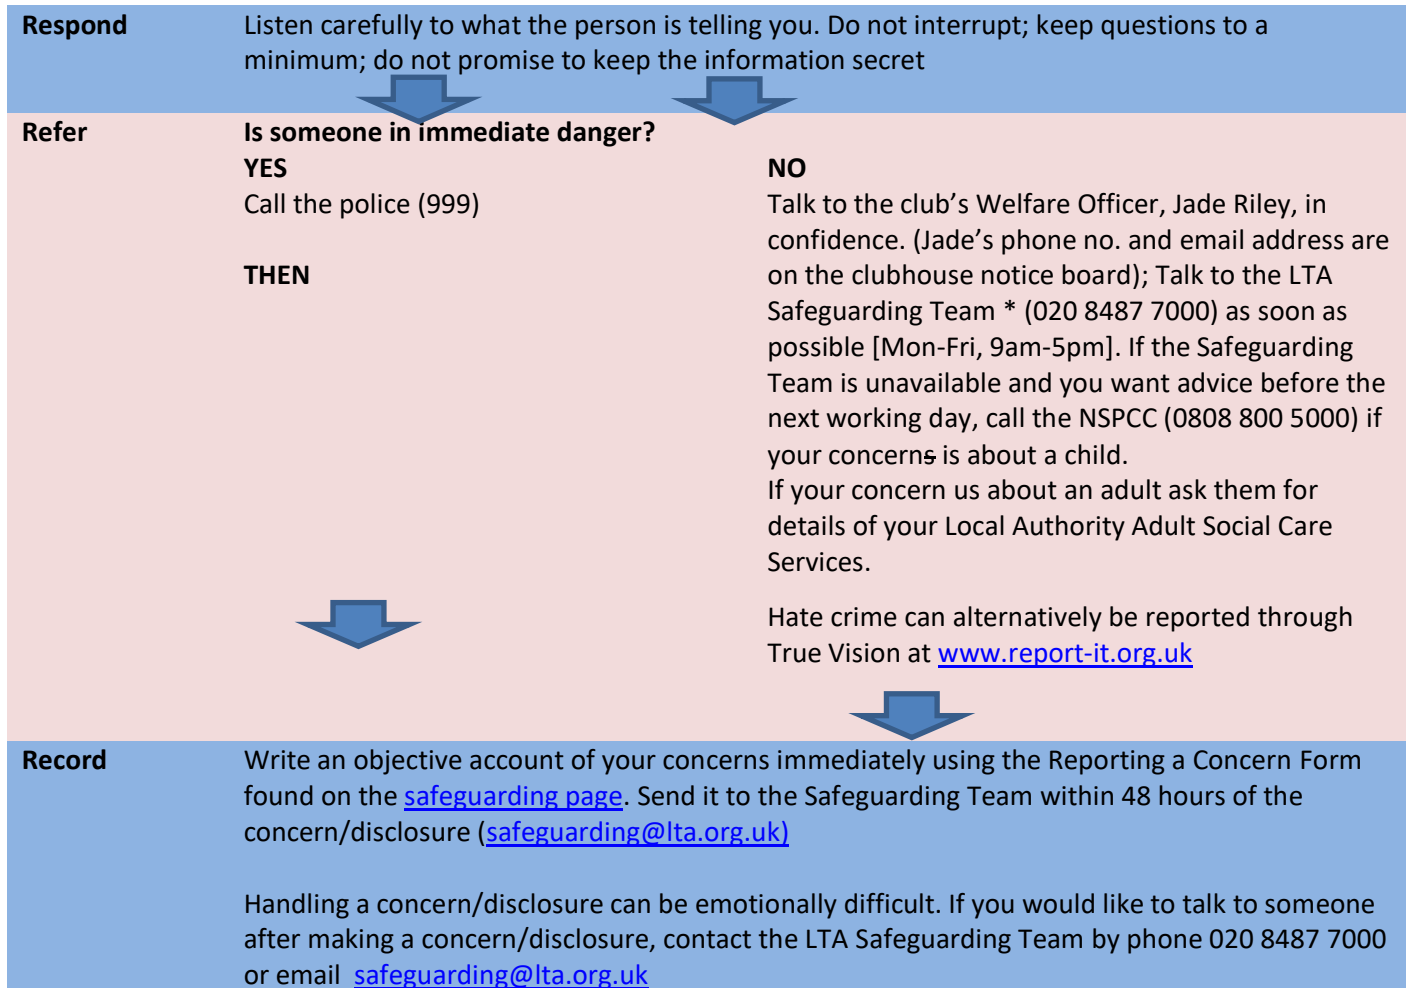 Respond
Listen carefully to what the person is telling you. Do not interrupt; keep questions to a
minimum; do not promise to keep the information secret
Refer
Is someone in immediate danger?
YES
Call the police (999)
THEN
NO
Talk to the club’s Welfare Officer, Jade Riley, in
confidence. (Jade’s phone no. and email address are
on the clubhouse notice board); Talk to the LTA
Safeguarding Team * (020 8487 7000) as soon as
possible [Mon-Fri, 9am-5pm]. If the Safeguarding
Team is unavailable and you want advice before the
next working day, call the NSPCC (0808 800 5000) if
your concerns is about a child.
If your concern us about an adult ask them for
details of your Local Authority Adult Social Care
Services.
Hate crime can alternatively be reported through
True Vision at www.report-it.org.uk
Record
Write an objective account of your concerns immediately using the Reporting a Concern Form
found on the safeguarding page. Send it to the Safeguarding Team within 48 hours of the
concern/disclosure (safeguarding@lta.org.uk)
Handling a concern/disclosure can be emotionally difficult. If you would like to talk to someone
after making a concern/disclosure, contact the LTA Safeguarding Team by phone 020 8487 7000
or email safeguarding@lta.org.uk